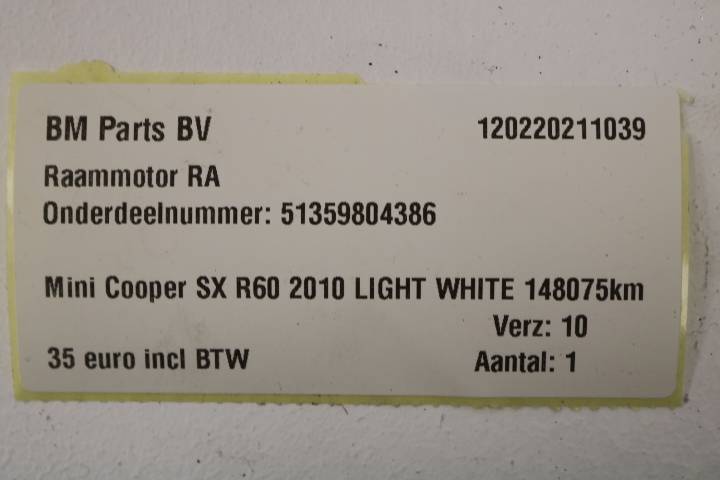 BM Parts BV 120220211039
Raammotor RA
Onderdeelnummer: 51359804386
Mini Cooper SX R60 2010 LIGHT WHITE 148075km
Verz: 10
35 euro incl BTW Aantal: 1